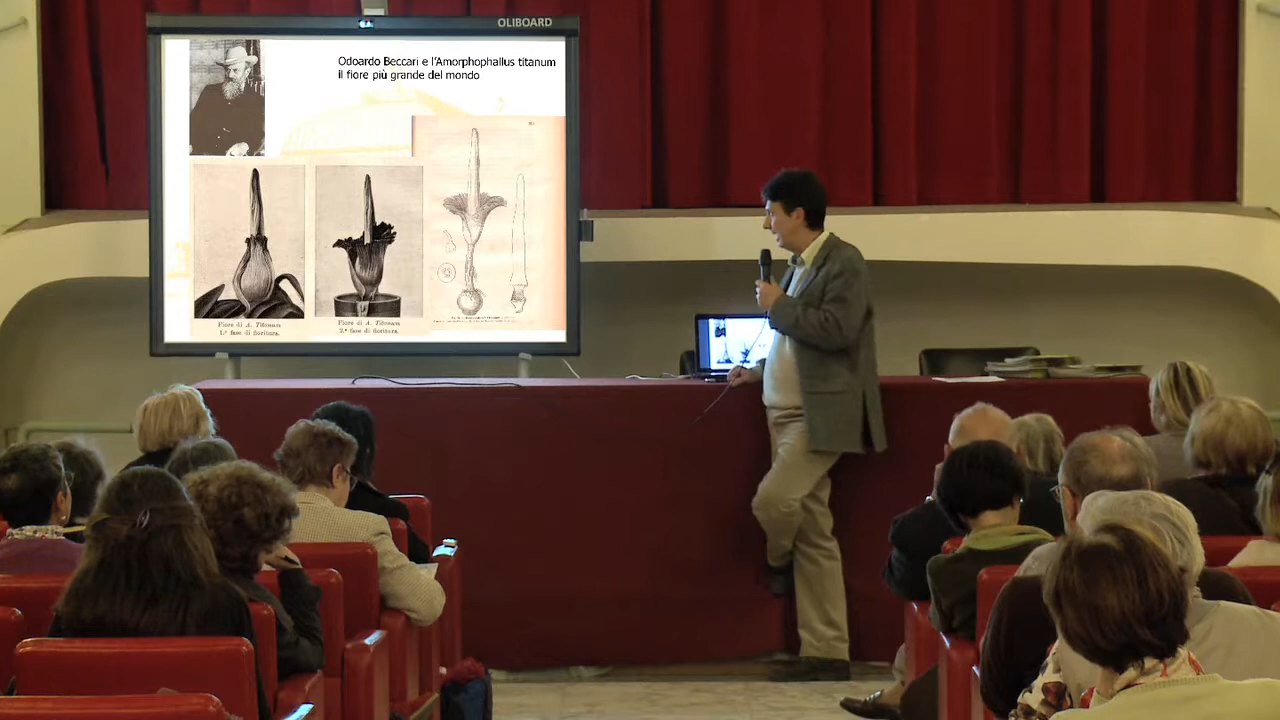 OLIBOARD
Odoardo Beccari e l'Amorphophallus titanum
il fiore più grande del mondo
Fiore di A. Titanum
1.ª fase di fioritura.
Fiore di A. Titanum
2.ª fase di fioritura.